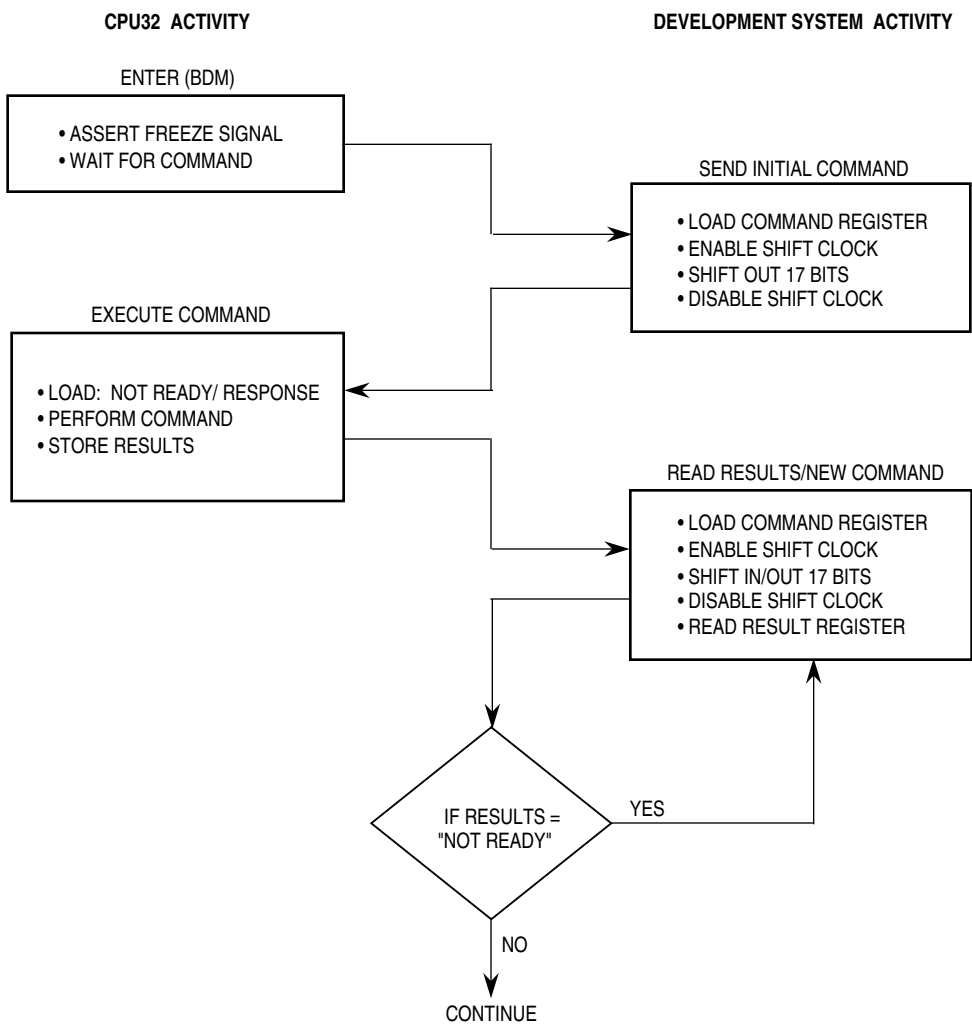 CPU32 ACTIVITY
DEVELOPMENT SYSTEM ACTIVITY
ENTER (BDM)
• ASSERT FREEZE SIGNAL
• WAIT FOR COMMAND
SEND INITIAL COMMAND
• LOAD COMMAND REGISTER
• ENABLE SHIFT CLOCK
• SHIFT OUT 17 BITS
• DISABLE SHIFT CLOCK
EXECUTE COMMAND
• LOAD: NOT READY/ RESPONSE
• PERFORM COMMAND
• STORE RESULTS
READ RESULTS/NEW COMMAND
• LOAD COMMAND REGISTER
• ENABLE SHIFT CLOCK
• SHIFT IN/OUT 17 BITS
• DISABLE SHIFT CLOCK
• READ RESULT REGISTER
IF RESULTS =
"NOT READY"
YES
NO
CONTINUE